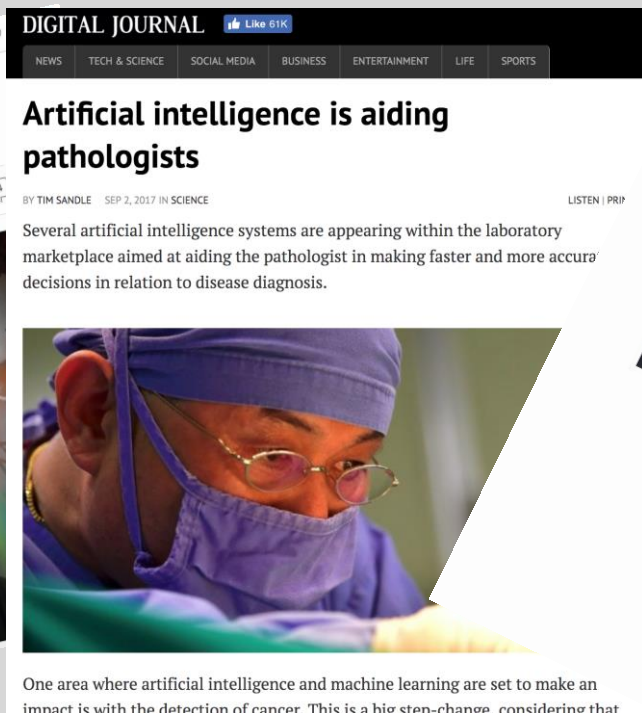 DIGITAL JOURNAL Like 61K
NEWS TECH & SCIENCE SOCIAL MEDIA BUSINESS ENTERTAINMENT LIFE SPORTS
Artificial intelligence is aiding
pathologists
BY TIM SANDLE SEP 2, 2017 IN SCIENCE LISTEN |
Several artificial intelligence systems are appearing within the laboratory
marketplace aimed at aiding the pathologist in making faster and more
decisions in relation to disease diagnosis.
One area where artificial intelligence and machine learning are set to make an
impact is with the detection of cancer. This is a big step-change, considering that